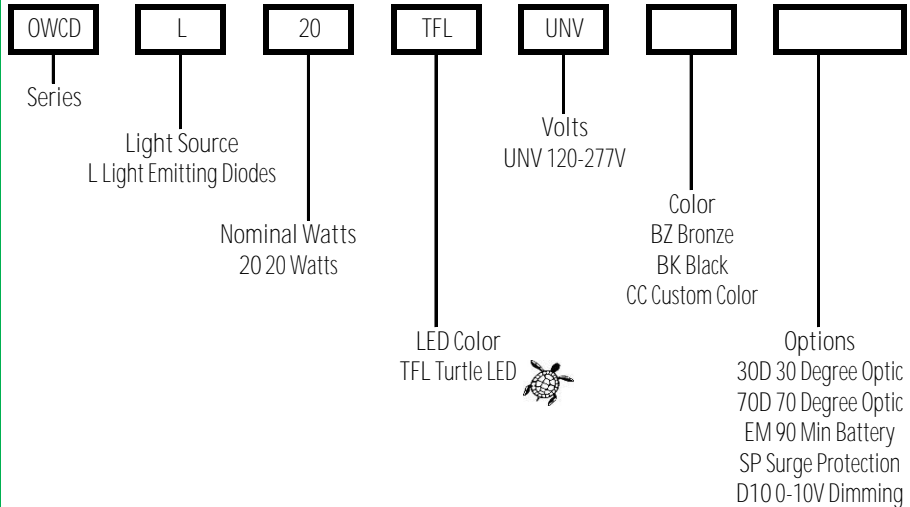 OWCD L 20 TFL UNV
Series
Light Source
L Light Emitting Diodes
Nominal Watts
20 20 Watts
LED Color
TFL Turtle LED
Volts
UNV 120-277V
Color
BZ Bronze
BK Black
CC Custom Color
Options
30D 30 Degree Optic
70D 70 Degree Optic
EM 90 Min Battery
SP Surge Protection
D10 0-10V Dimming